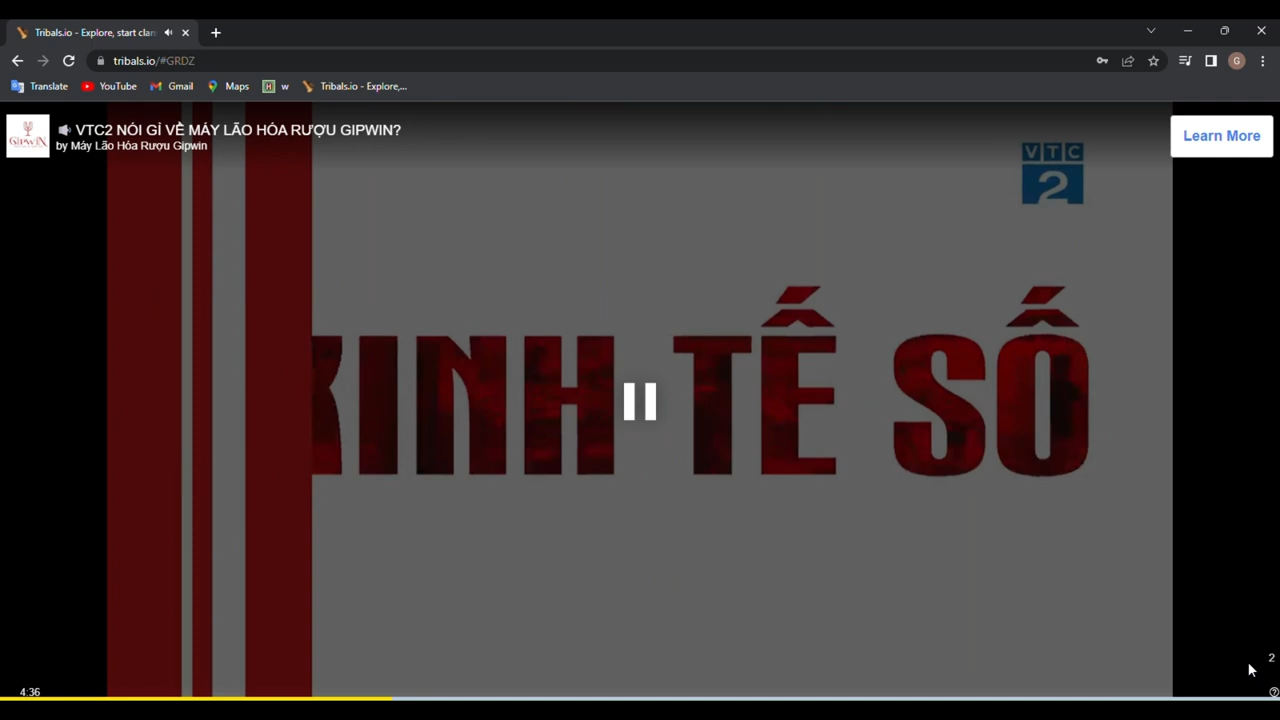 Tribals.io - Explore, start clan
tribals.io/#GRDZ
G
Translate
YouTube
Gmail
Maps
w
Tribals.io - Explore,...
GIPWIN
VTC2 NÓI GÌ VỀ MÁY LÃO HÓA RƯỢU GIPWIN?
by Máy Lão Hóa Rượu Gipwin
Learn More
VTC
2
KINH TẾ SỐ
2
4:36